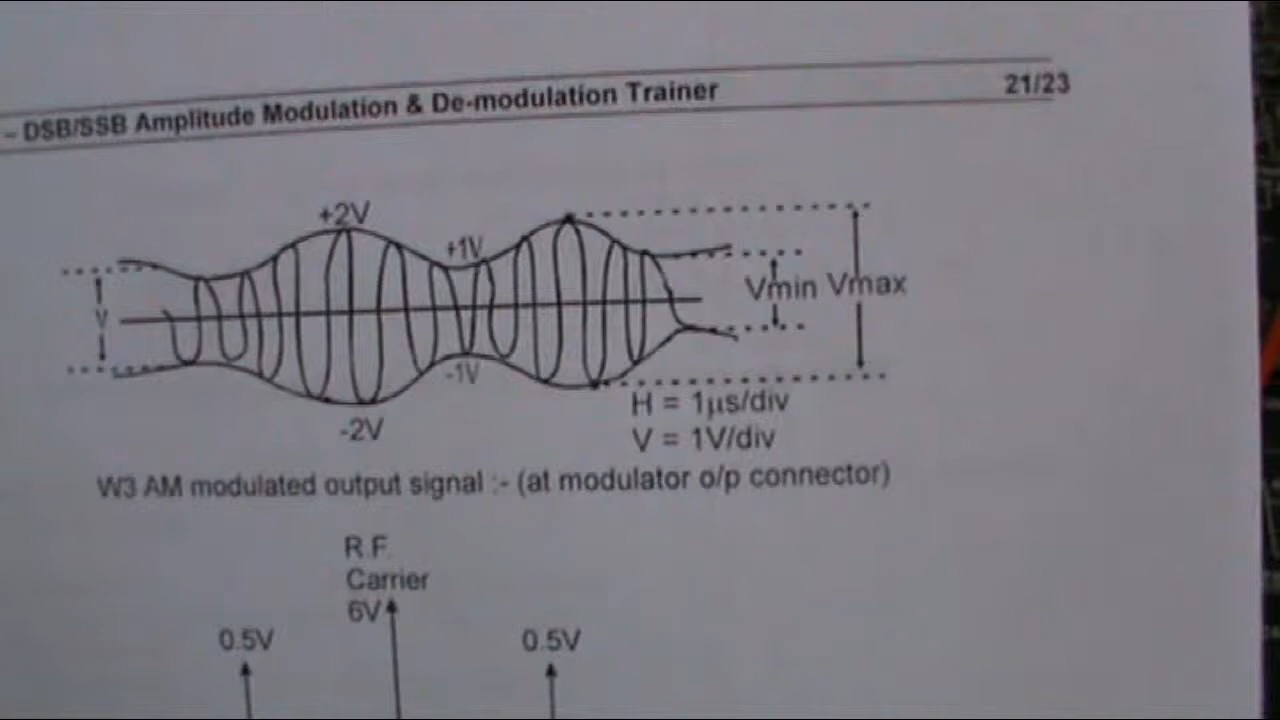 – DSB/SSB Amplitude Modulation & De-modulation Trainer 21/23
+2V
+1V
V
Vmin Vmax
-1V
-2V
H = 1µs/div
V = 1V/div
W3 AM modulated output signal :- (at modulator o/p connector)
R.F.
Carrier
6V
0.5V 0.5V